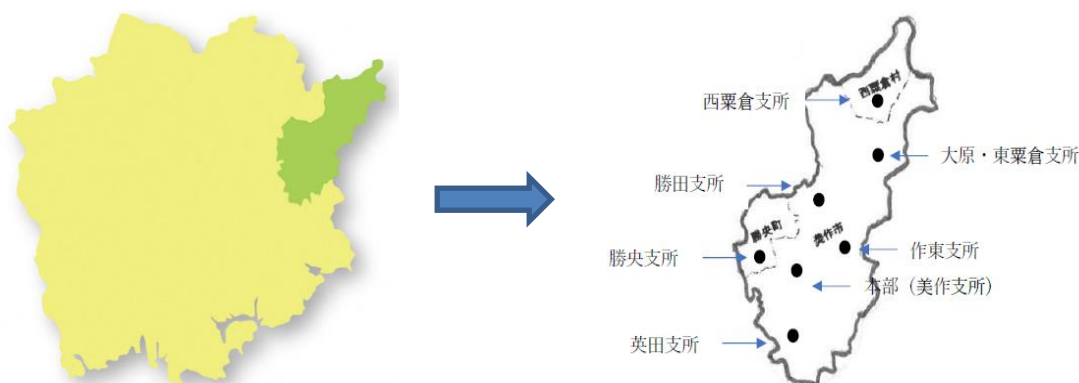 西粟倉村
西粟倉支所
大原・東粟倉支所
勝田支所
勝央町
美作市
勝央支所
作東支所
本部（美作支所）
英田支所